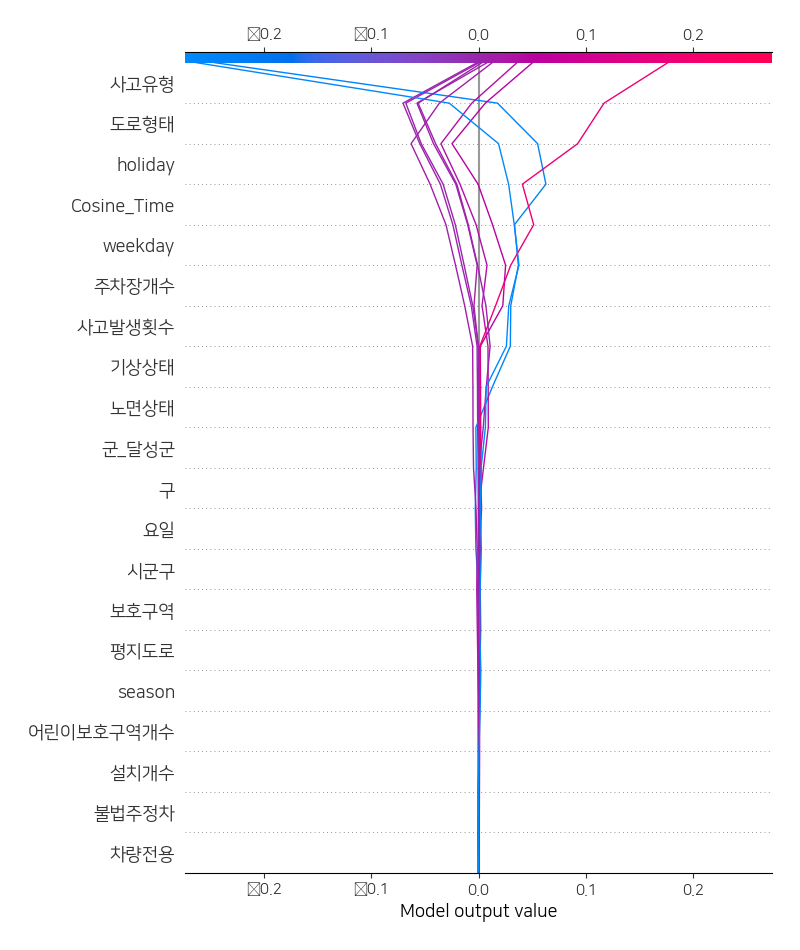 0.2 0.1 0.0 0.1 0.2
사고유형
도로형태
holiday
Cosine_Time
weekday
주차장개수
사고발생횟수
기상상태
노면상태
군_달성군
구
요일
시군구
보호구역
평지도로
season
어린이보호구역개수
설치개수
불법주정차
차량전용
0.2 0.1 0.0 0.1 0.2
Model output value